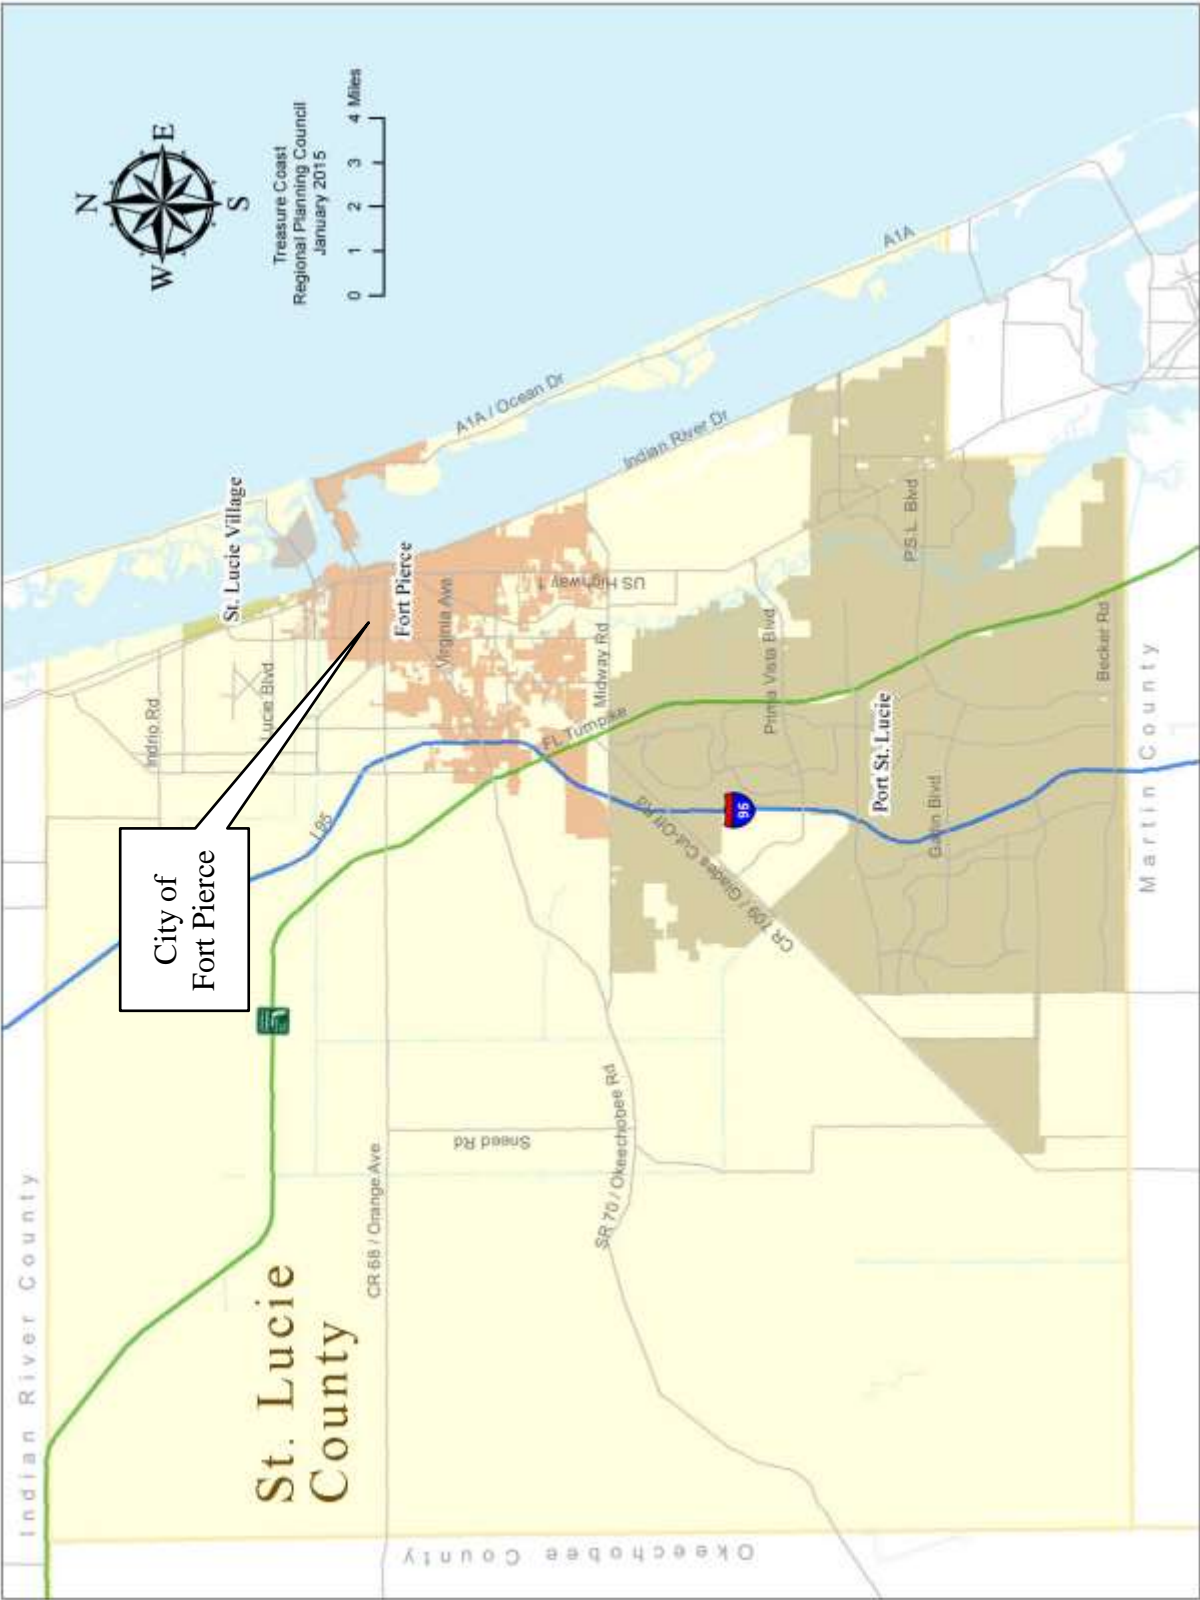 Indian River County
N
W
E
S
Treasure Coast
Regional Planning Council
January 2015
0 1 2 3 4 Miles
City of
Fort Pierce
St. Lucie
County
Indrio Rd
St. Lucie Village
Lucie Blvd
I 95
CR 68 / Orange Ave
Fort Pierce
Virginia Ave
A1A / Ocean Dr
Sneed Rd
US Highway 1
Midway Rd
FL Turnpike
Indian River Dr
SR 70 / Okeechobee Rd
CR 709 / Glades Cut-Off Rd
95
Prima Vista Blvd
Port St. Lucie
P.S.L. Blvd
A1A
Gatlin Blvd
Becker Rd
Okeechobee County
Martin County